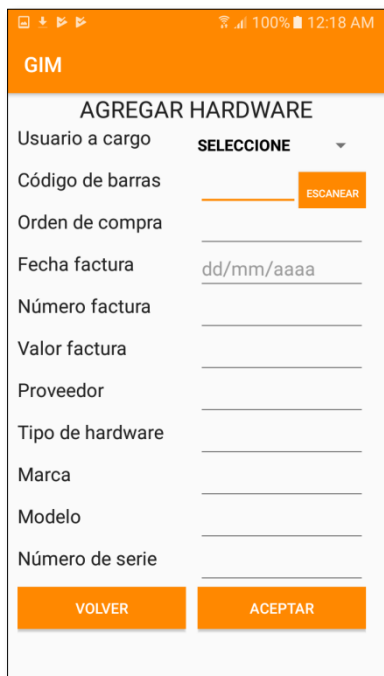 100% 12:18 AM
GIM
AGREGAR HARDWARE
Usuario a cargo SELECCIONE
Código de barras ESCANEAR
Orden de compra
Fecha factura dd/mm/aaaa
Número factura
Valor factura
Proveedor
Tipo de hardware
Marca
Modelo
Número de serie
VOLVER ACEPTAR